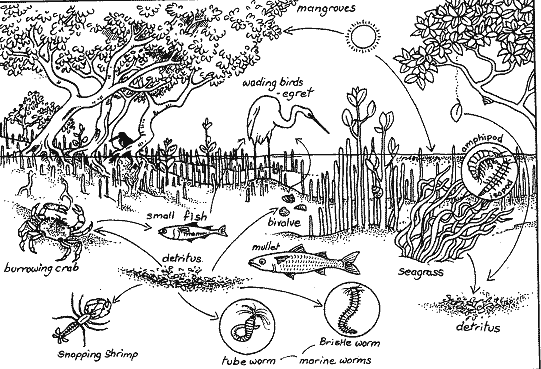 mangroves
wading birds
- egret
amphipod
small fish
bivalve
detritus
mullet
burrowing crab
seagrass
detritus
Snapping Shrimp
tube worm
Bristle worm
marine worms